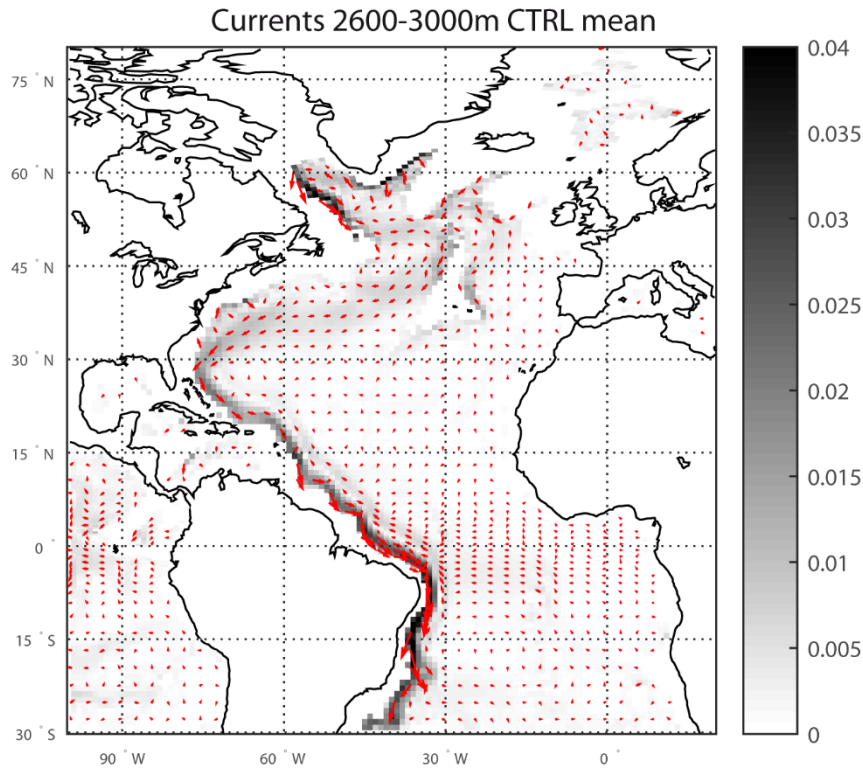 Currents 2600-3000m CTRL mean
75 ° N
60 ° N
45 ° N
30 ° N
15 ° N
0 °
15 ° S
30 ° S
90 ° W
60 ° W
30 ° W
0 °
0.04
0.035
0.03
0.025
0.02
0.015
0.01
0.005
0